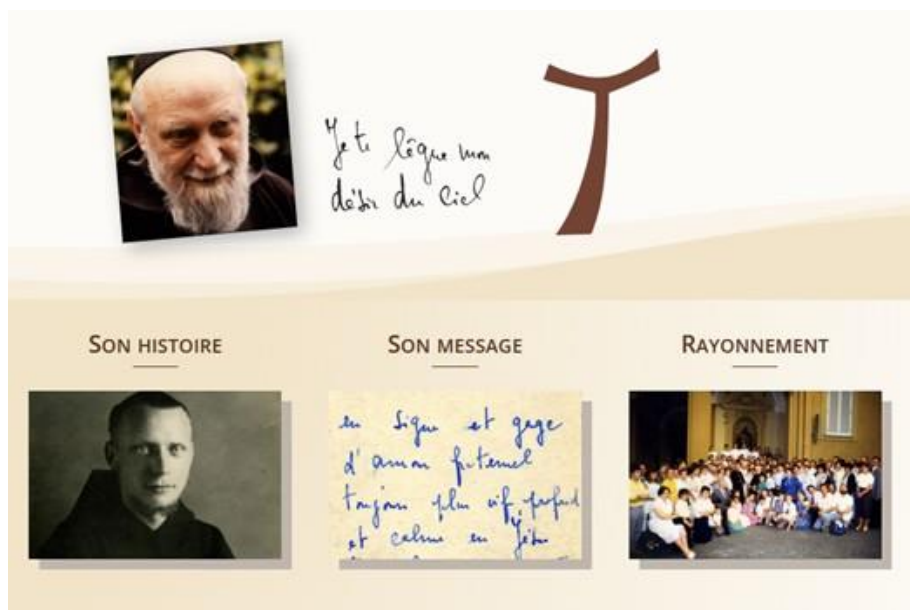 Je te lègue mon
désir du ciel
SON HISTOIRE
SON MESSAGE
RAYONNEMENT
en signe et gage
d'amour fraternel
toujours plus vif, profond
et calme en Jésus